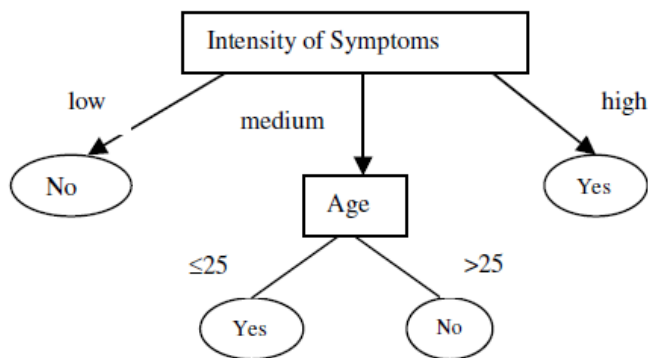 Intensity of Symptoms
low
medium
high
No
Age
Yes
≤25
>25
Yes
No